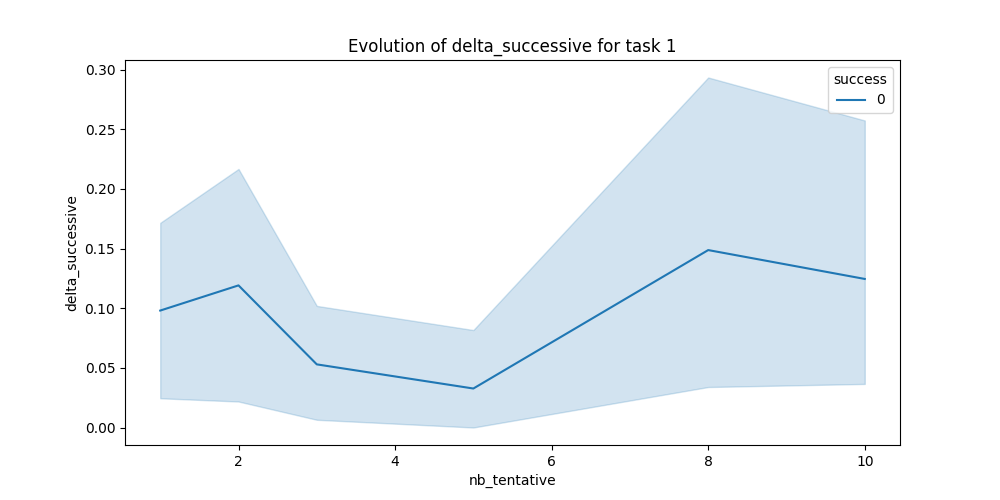 Evolution of delta_successive for task 1
success
0
0.30
0.25
0.20
0.15
0.10
0.05
0.00
delta_successive
2 4 6 8 10
nb_tentative